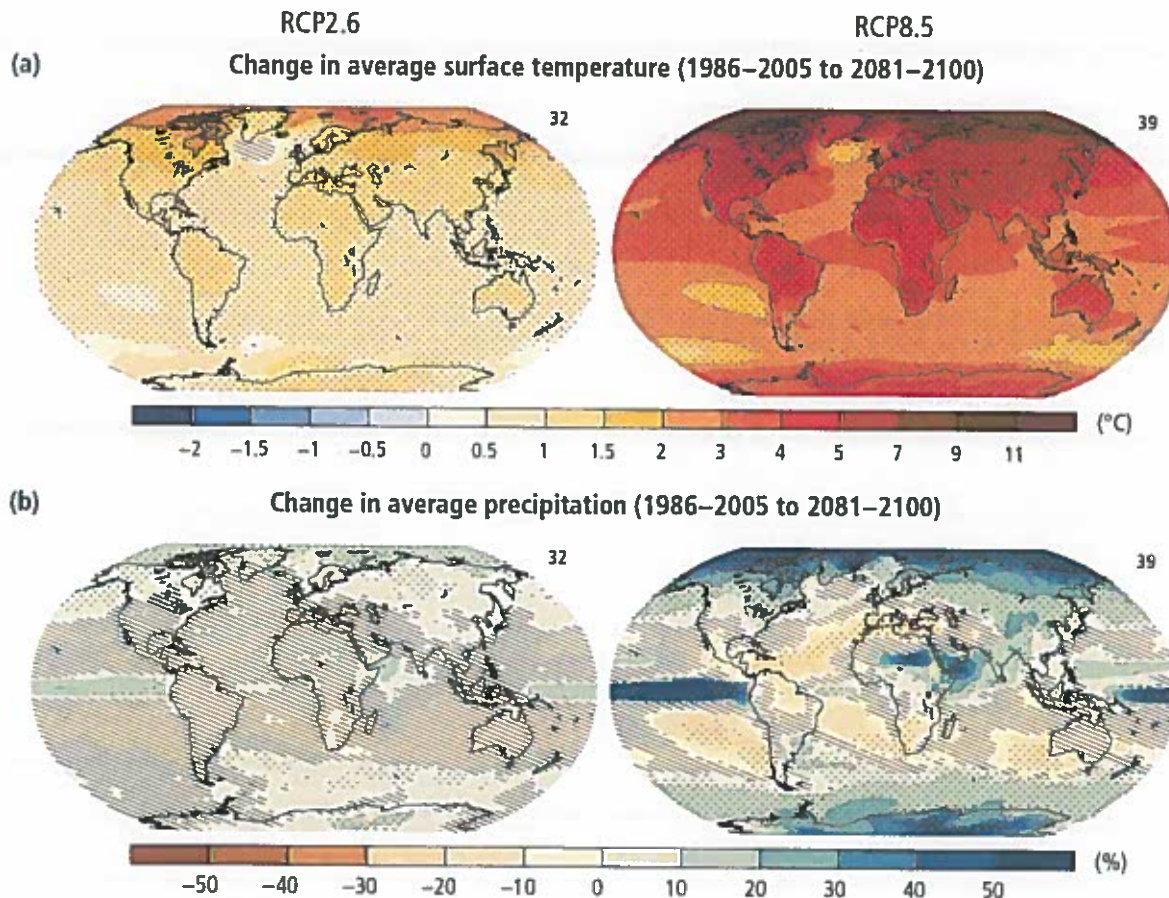 RCP2.6 RCP8.5
(a) Change in average surface temperature (1986–2005 to 2081–2100)
32 39
−2 −1.5 −1 −0.5 0 0.5 1 1.5 2 3 4 5 7 9 11 (°C)
(b) Change in average precipitation (1986–2005 to 2081–2100)
32 39
−50 −40 −30 −20 −10 0 10 20 30 40 50 (%)